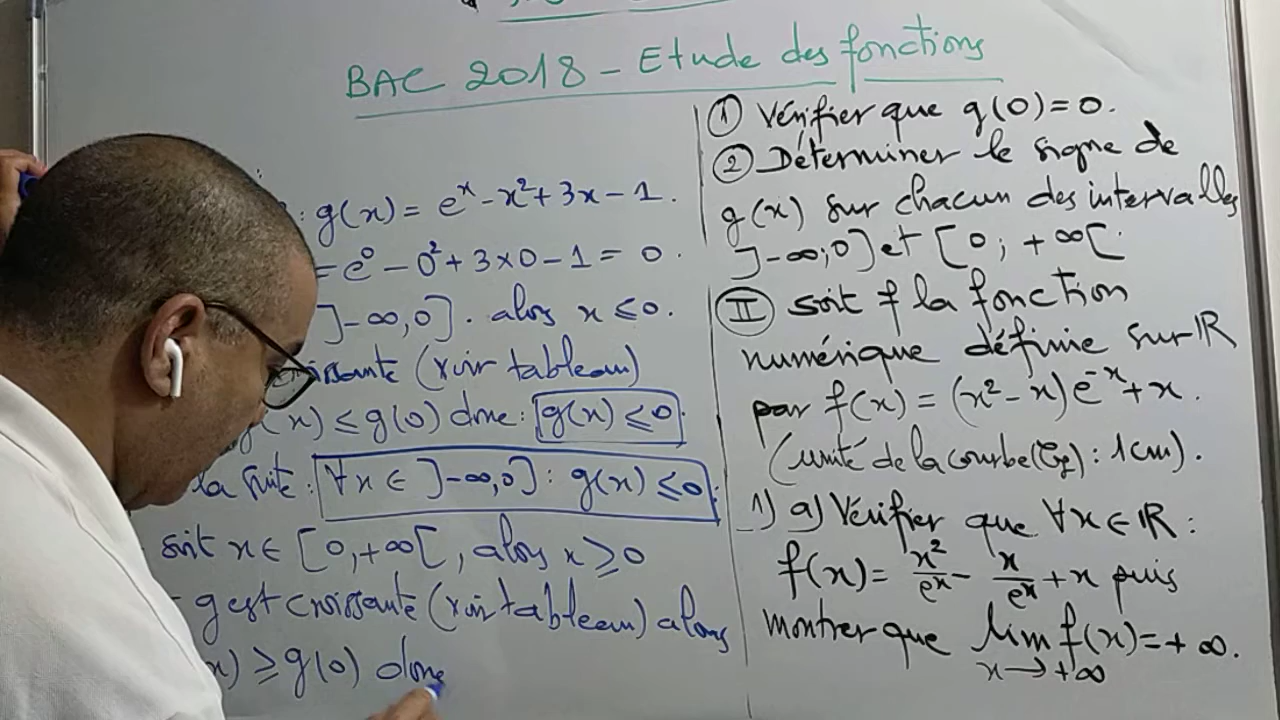 BAC 2018 - Etude des fonctions
: g(x) = e^x - x² + 3x - 1.
= e⁰ - 0² + 3×0 - 1 = 0.
]-∞,0]. alors x ≤ 0.
issante (voir tableau)
g(x) ≤ g(0) donc : g(x) ≤ 0.
la suite : ∀x ∈ ]-∞,0] : g(x) ≤ 0.
soit x ∈ [0,+∞[, alors x ≥ 0
- g est croissante (voir tableau) alors
x) ≥ g(0) donc
① Vérifier que g(0) = 0.
② Déterminer le signe de
g(x) sur chacun des intervalles
]-∞;0] et [0;+∞[.
II soit f la fonction
numérique définie sur ℝ
par f(x) = (x² - x)e^-x + x.
(unité de la courbe (Cf) : 1cm).
1) a) Vérifier que ∀x ∈ ℝ :
f(x) = x²/e^x - x/e^x + x puis
montrer que lim f(x) = +∞.
x → +∞